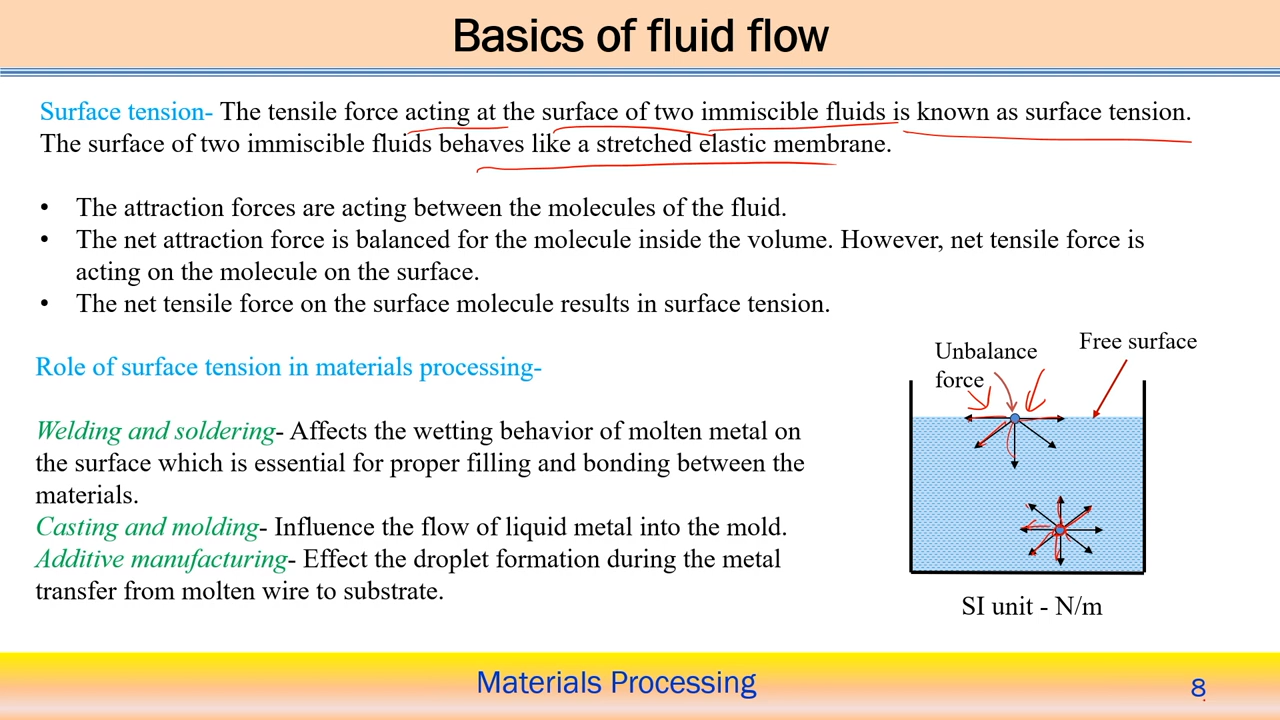 Basics of fluid flow
Surface tension- The tensile force acting at the surface of two immiscible fluids is known as surface tension.
The surface of two immiscible fluids behaves like a stretched elastic membrane.
• The attraction forces are acting between the molecules of the fluid.
• The net attraction force is balanced for the molecule inside the volume. However, net tensile force is
acting on the molecule on the surface.
• The net tensile force on the surface molecule results in surface tension.
Role of surface tension in materials processing-
Welding and soldering- Affects the wetting behavior of molten metal on
the surface which is essential for proper filling and bonding between the
materials.
Casting and molding- Influence the flow of liquid metal into the mold.
Additive manufacturing- Effect the droplet formation during the metal
transfer from molten wire to substrate.
Unbalance
force
Free surface
SI unit - N/m
Materials Processing
8